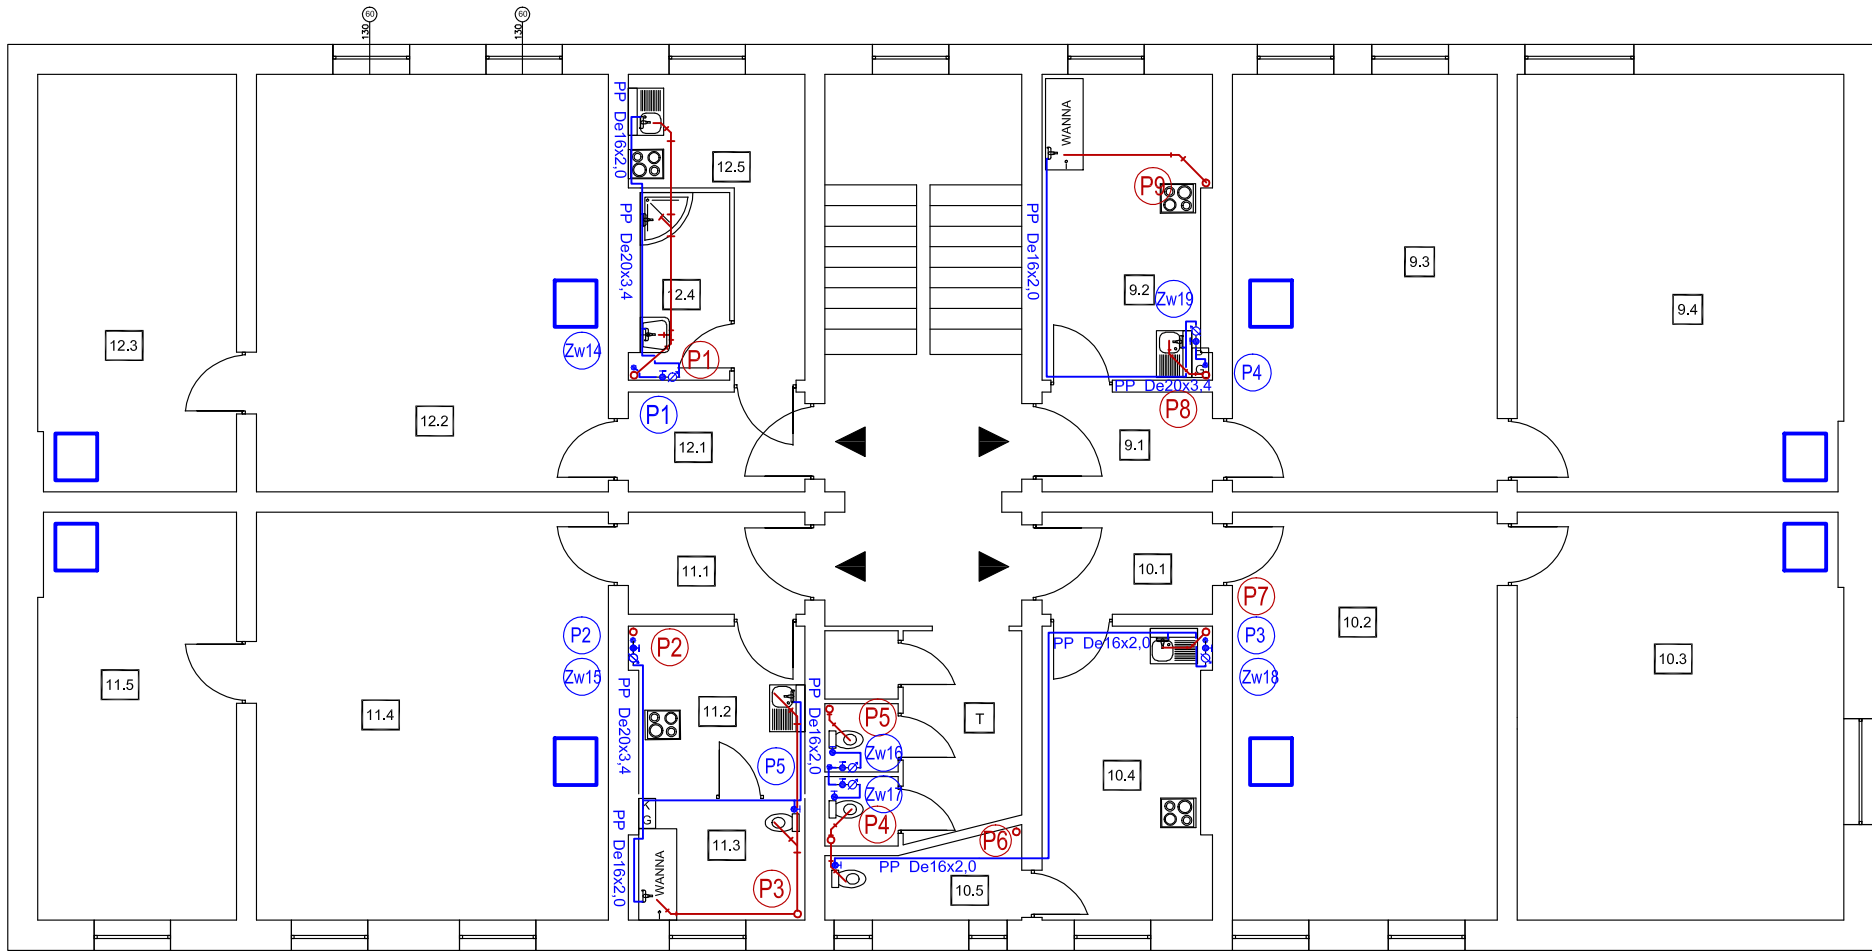 60
130
60
130
PP De16x2,0
12.5
WANNA
P9
PP De20x3,4
PP De16x2,0
9.2
Zw19
9.3
9.4
12.4
12.3
Zw14
P1
G
P4
PP De20x3,4
P1
P8
12.2
12.1
9.1
11.1
10.1
P7
P2
P2
PP De16x2,0
P3
10.2
10.3
Zw15
Zw18
11.5
11.4
PP De20x3,4
11.2
PP De16x2,0
P5
T
Zw16
P5
10.4
Zw17
K
G
P4
PP De16x2,0
11.3
P6
WANNA
PP De16x2,0
P3
10.5